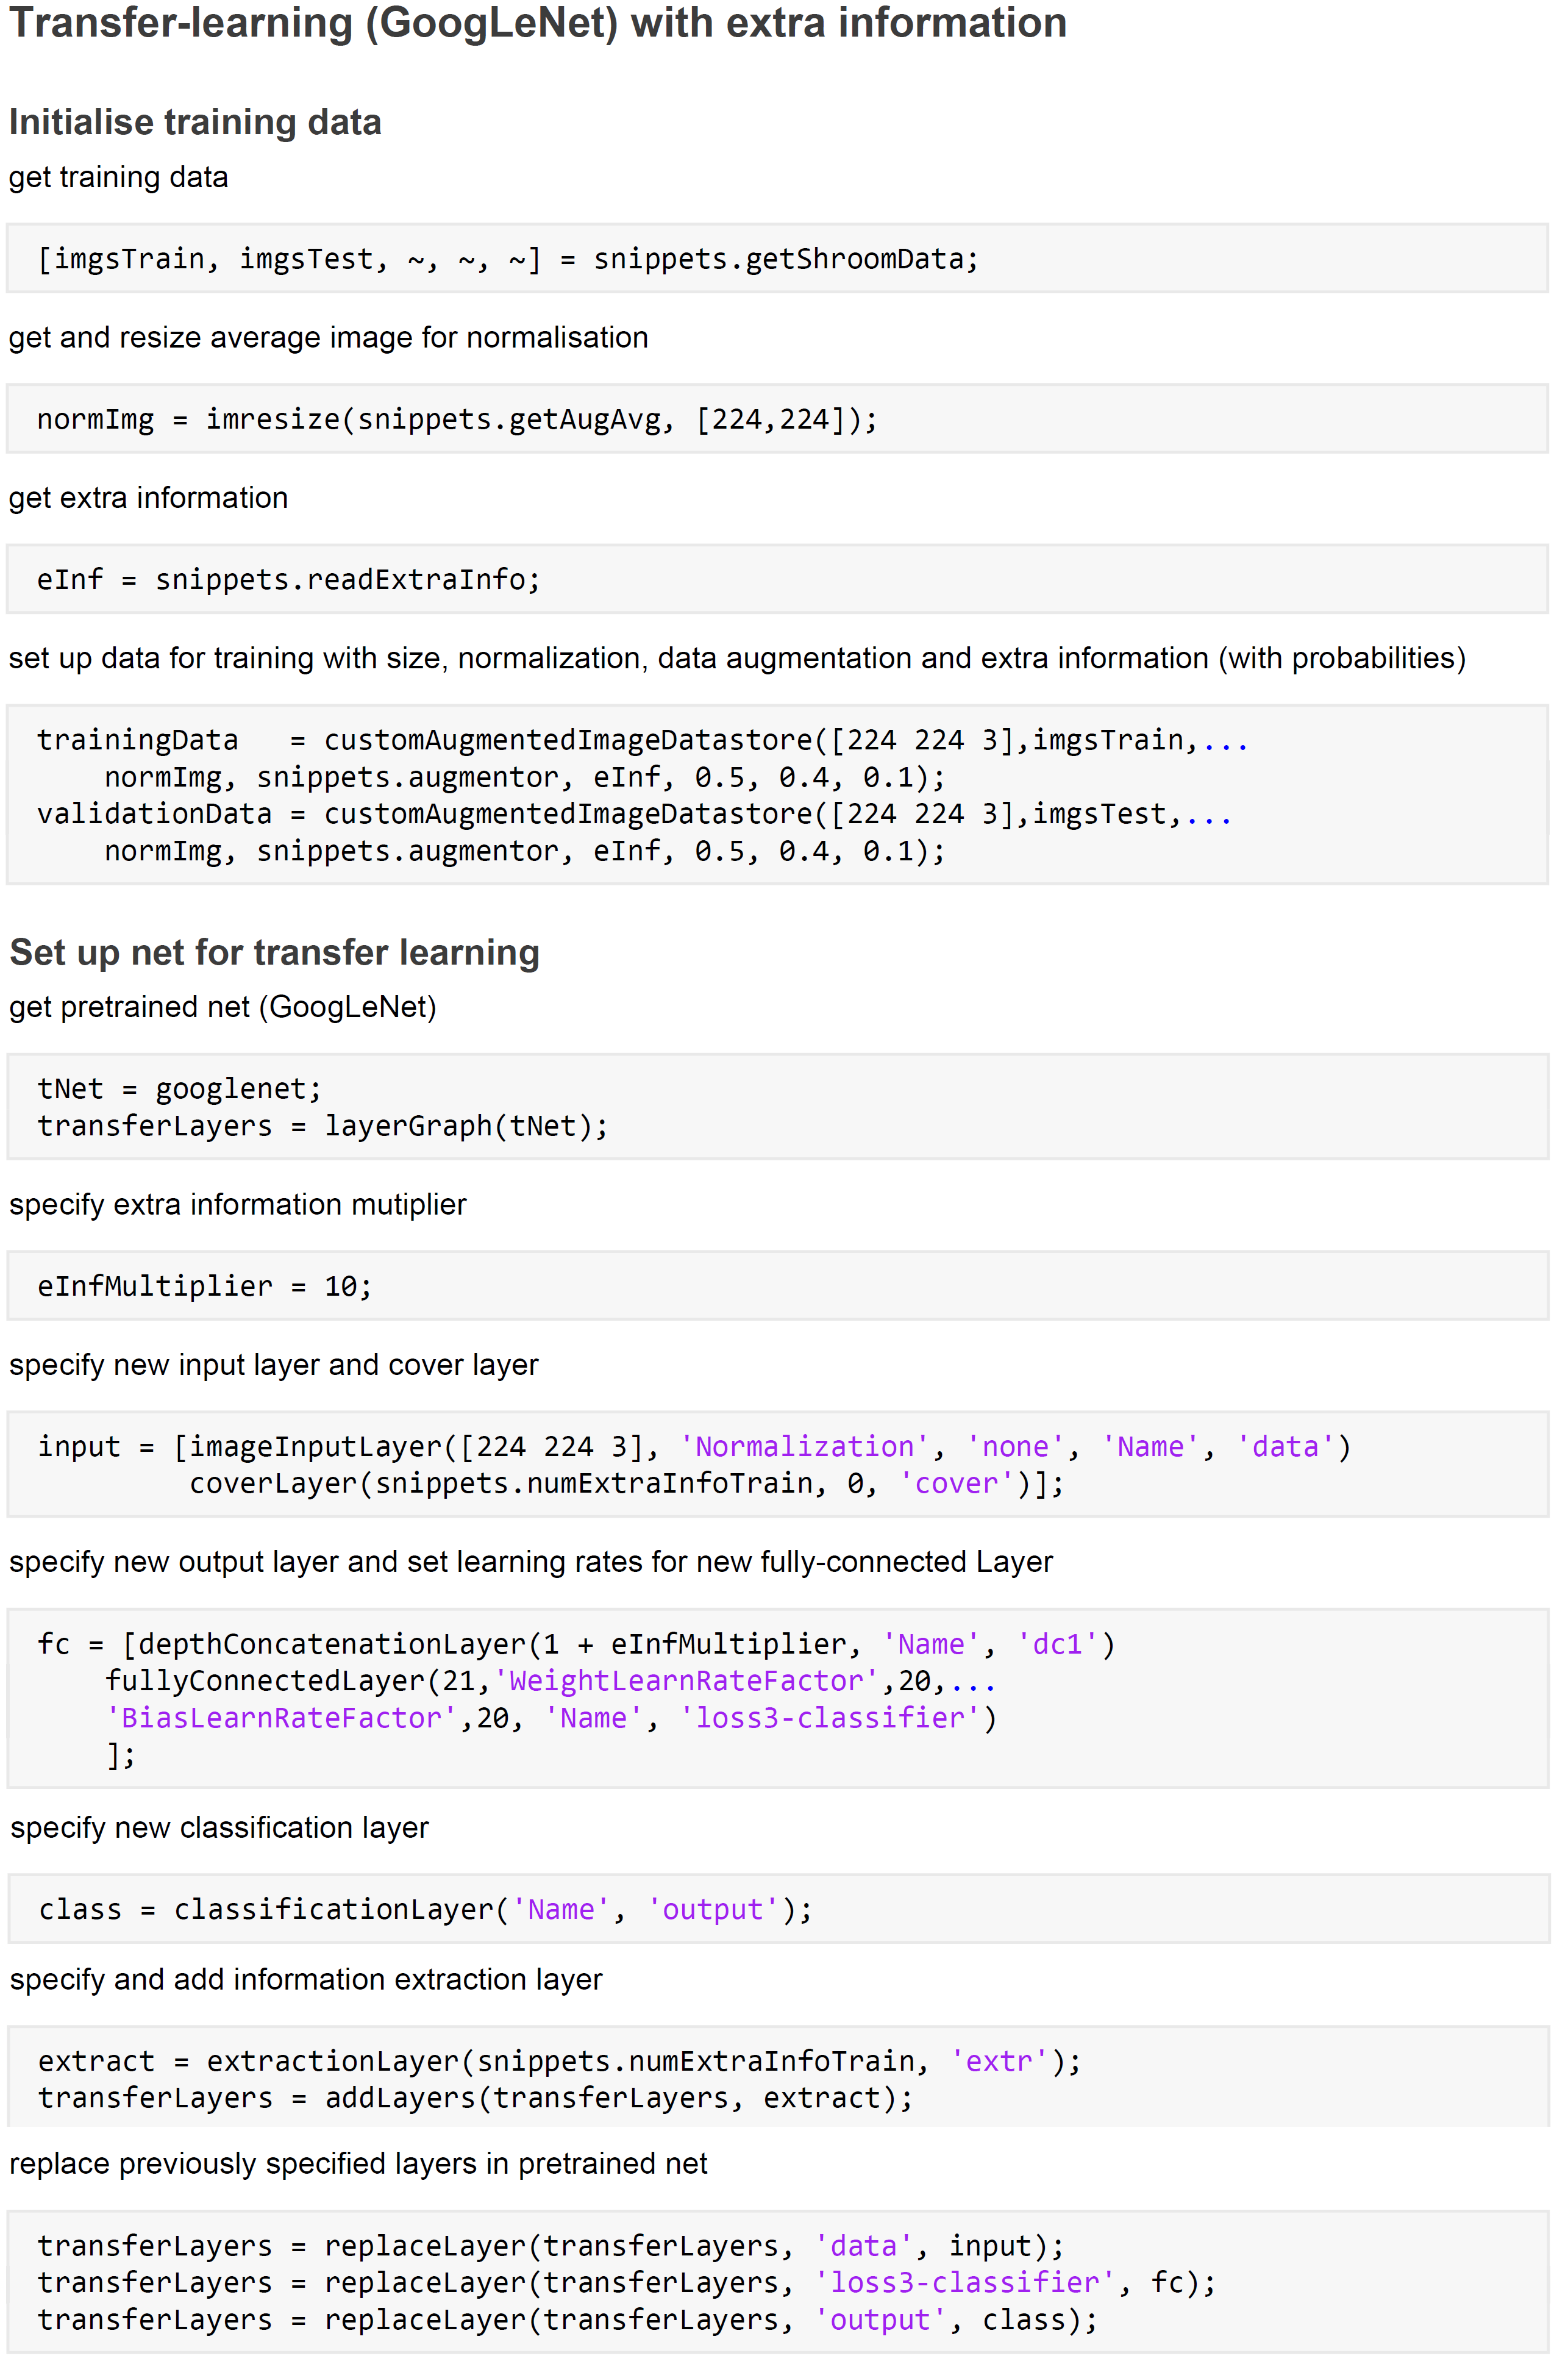 Transfer-learning (GoogLeNet) with extra information
Initialise training data
get training data
[imgsTrain, imgsTest, ~, ~, ~] = snippets.getShroomData;
get and resize average image for normalisation
normImg = imresize(snippets.getAugAvg, [224,224]);
get extra information
eInf = snippets.readExtraInfo;
set up data for training with size, normalization, data augmentation and extra information (with probabilities)
trainingData   = customAugmentedImageDatastore([224 224 3],imgsTrain,...
    normImg, snippets.augmentor, eInf, 0.5, 0.4, 0.1);
validationData = customAugmentedImageDatastore([224 224 3],imgsTest,...
    normImg, snippets.augmentor, eInf, 0.5, 0.4, 0.1);
Set up net for transfer learning
get pretrained net (GoogLeNet)
tNet = googlenet;
transferLayers = layerGraph(tNet);
specify extra information mutiplier
eInfMultiplier = 10;
specify new input layer and cover layer
input = [imageInputLayer([224 224 3], 'Normalization', 'none', 'Name', 'data')
         coverLayer(snippets.numExtraInfoTrain, 0, 'cover')];
specify new output layer and set learning rates for new fully-connected Layer
fc = [depthConcatenationLayer(1 + eInfMultiplier, 'Name', 'dc1')
    fullyConnectedLayer(21,'WeightLearnRateFactor',20,...
    'BiasLearnRateFactor',20, 'Name', 'loss3-classifier')
    ];
specify new classification layer
class = classificationLayer('Name', 'output');
specify and add information extraction layer
extract = extractionLayer(snippets.numExtraInfoTrain, 'extr');
transferLayers = addLayers(transferLayers, extract);
replace previously specified layers in pretrained net
transferLayers = replaceLayer(transferLayers, 'data', input);
transferLayers = replaceLayer(transferLayers, 'loss3-classifier', fc);
transferLayers = replaceLayer(transferLayers, 'output', class);